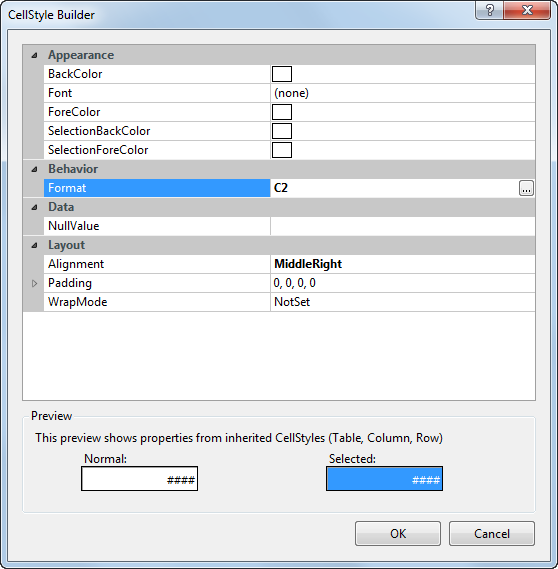 CellStyle Builder
?
Appearance
BackColor
Font (none)
ForeColor
SelectionBackColor
SelectionForeColor
Behavior
Format C2 ...
Data
NullValue
Layout
Alignment MiddleRight
Padding 0, 0, 0, 0
WrapMode NotSet
Preview
This preview shows properties from inherited CellStyles (Table, Column, Row)
Normal: Selected:
#### ####
OK Cancel